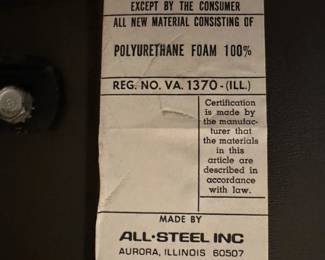 EXCEPT BY THE CONSUMER
ALL NEW MATERIAL CONSISTING OF
POLYURETHANE FOAM 100%
REG. NO. VA. 1370-(ILL.)
Certification
is made by
the manufac-
turer that
the materials
in this
article are
described in
accordance
with law.
MADE BY
ALL-STEEL INC
AURORA, ILLINOIS 60507